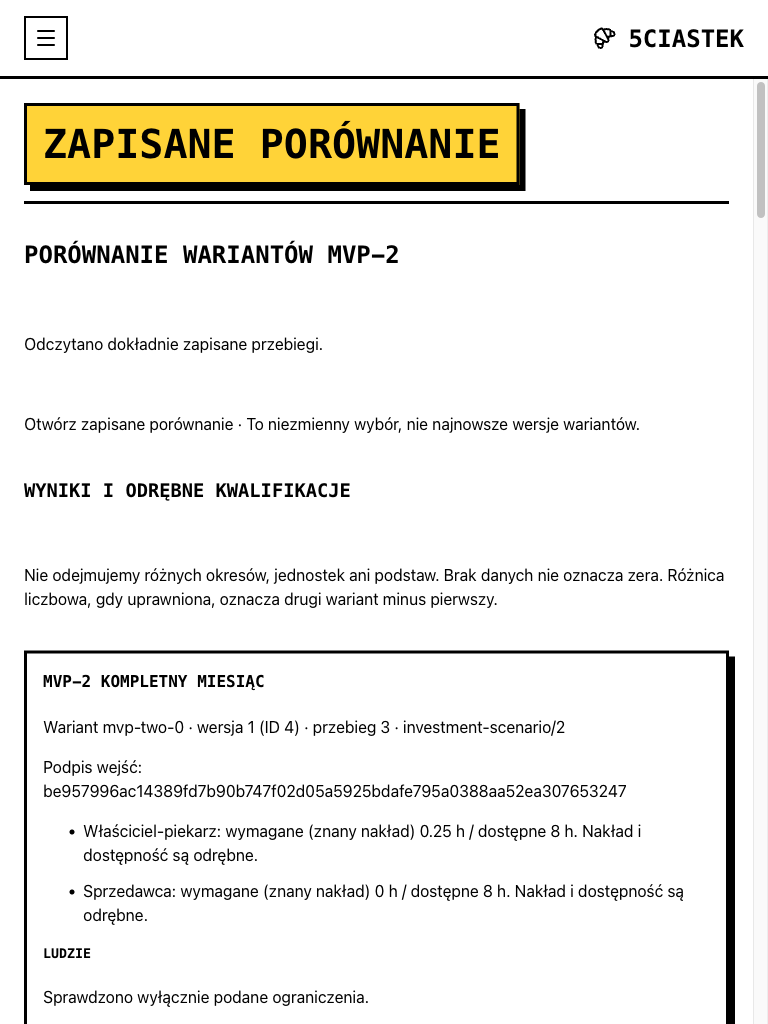 5CIASTEK
ZAPISANE PORÓWNANIE
PORÓWNANIE WARIANTÓW MVP–2
Odczytano dokładnie zapisane przebiegi.
Otwórz zapisane porównanie · To niezmienny wybór, nie najnowsze wersje wariantów.
WYNIKI I ODRĘBNE KWALIFIKACJE
Nie odejmujemy różnych okresów, jednostek ani podstaw. Brak danych nie oznacza zera. Różnica
liczbowa, gdy uprawniona, oznacza drugi wariant minus pierwszy.
MVP–2 KOMPLETNY MIESIĄC
Wariant mvp-two-0 · wersja 1 (ID 4) · przebieg 3 · investment-scenario/2
Podpis wejść:
be957996ac14389fd7b90b747f02d05a5925bdafe795a0388aa52ea307653247
• Właściciel-piekarz: wymagane (znany nakład) 0.25 h / dostępne 8 h. Nakład i
dostępność są odrębne.
• Sprzedawca: wymagane (znany nakład) 0 h / dostępne 8 h. Nakład i dostępność są
odrębne.
LUDZIE
Sprawdzono wyłącznie podane ograniczenia.